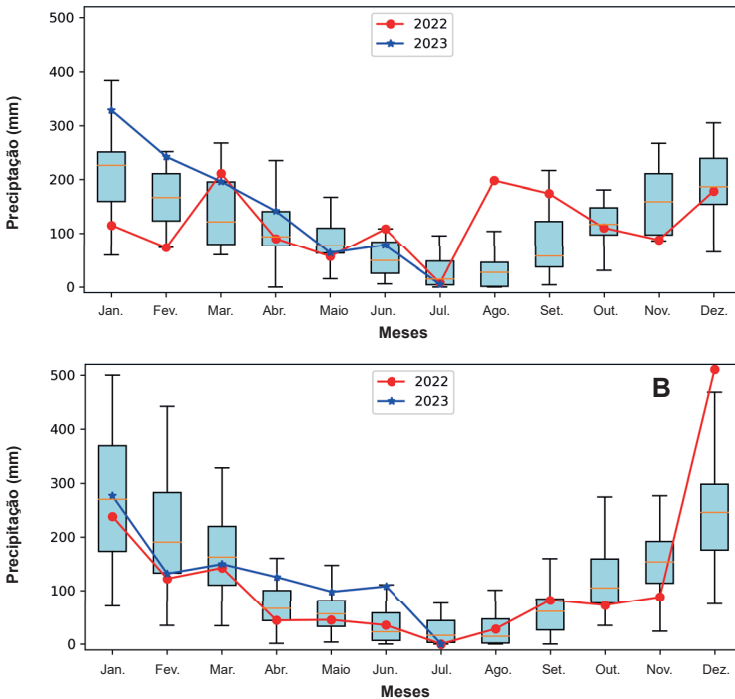 500
400
300
200
100
0
Preciptação (mm)
2022
2023
Jan.
Fev.
Mar.
Abr.
Maio
Jun.
Jul.
Ago.
Set.
Out.
Nov.
Dez.
Meses
500
400
300
200
100
0
Precipitação (mm)
2022
2023
B
Jan.
Fev.
Mar.
Abr.
Maio
Jun.
Jul.
Ago.
Set.
Out.
Nov.
Dez.
Meses